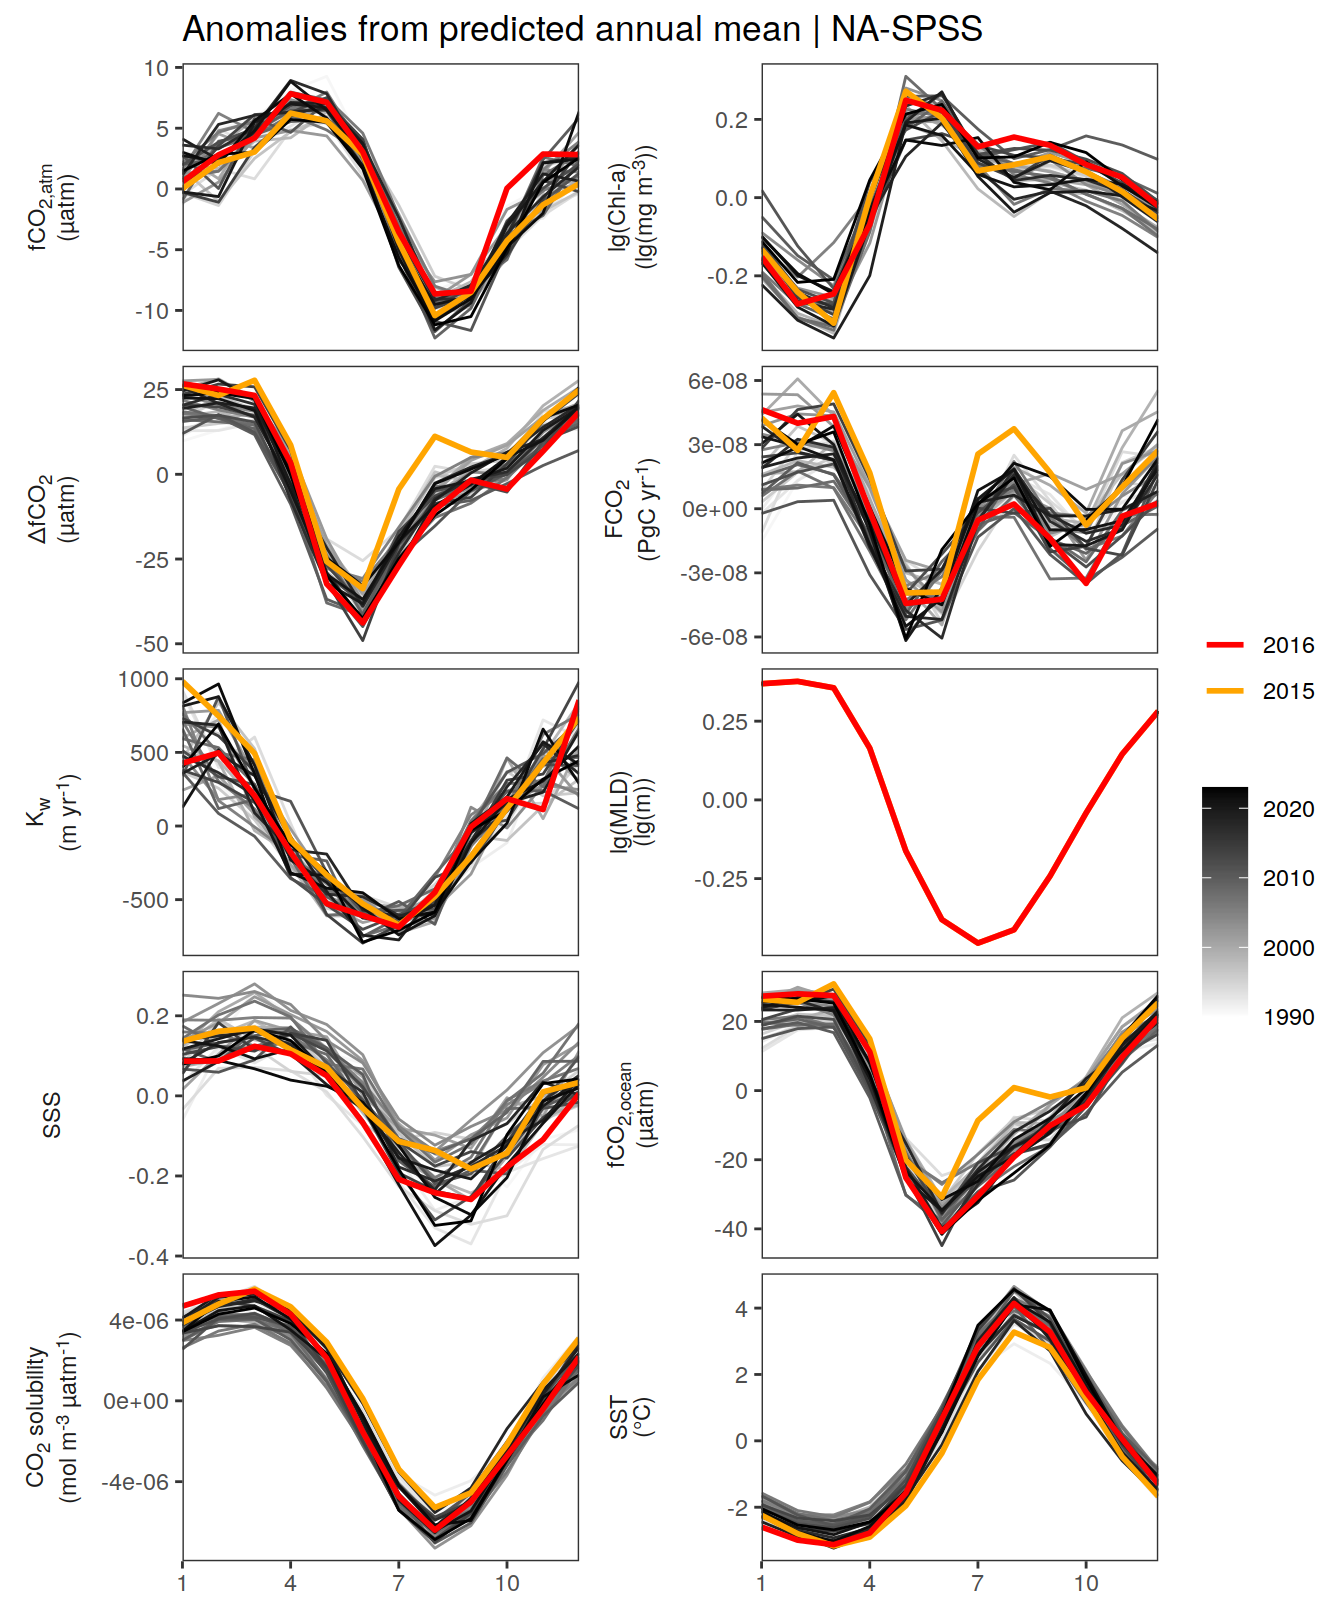 Anomalies from predicted annual mean | NA-SPSS
fCO2,atm
(µatm)
10
5
0
-5
-10
lg(Chl-a)
(lg(mg m-3))
0.2
0.0
-0.2
ΔfCO2
(µatm)
25
0
-25
-50
FCO2
(PgC yr-1)
6e-08
3e-08
0e+00
-3e-08
-6e-08
Kw
(m yr-1)
1000
500
0
-500
lg(MLD)
(lg(m))
0.25
0.00
-0.25
SSS
0.2
0.0
-0.2
-0.4
fCO2,ocean
(µatm)
20
0
-20
-40
CO2 solubility
(mol m-3 µatm-1)
4e-06
0e+00
-4e-06
SST
(°C)
4
2
0
-2
1 4 7 10
1 4 7 10
2016
2015
2020
2010
2000
1990